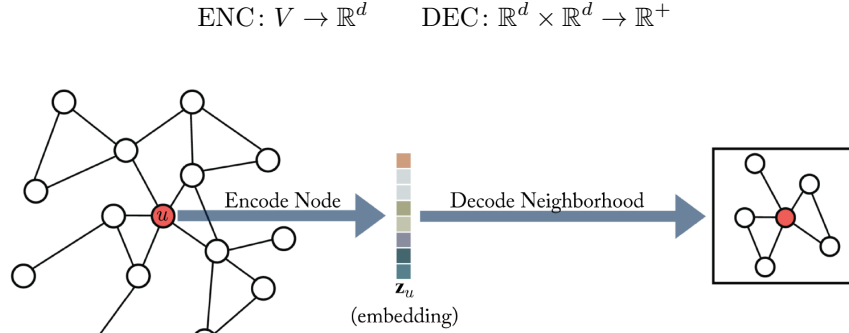 ENC: V → ℝ^d DEC: ℝ^d × ℝ^d → ℝ^+
u
Encode Node
Decode Neighborhood
z_u
(embedding)